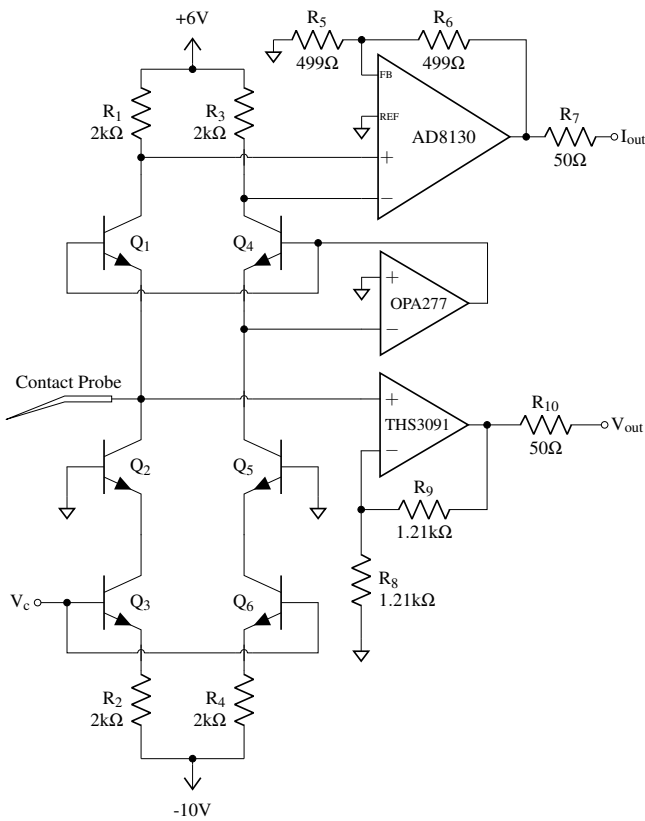 +6V
R5
499Ω
R6
499Ω
FB
REF
R1
2kΩ
R3
2kΩ
AD8130
R7
50Ω
Iout
+
−
Q1
Q4
+
OPA277
−
Contact Probe
+
THS3091
−
R10
50Ω
Vout
Q2
Q5
R9
1.21kΩ
R8
1.21kΩ
Vc
Q3
Q6
R2
2kΩ
R4
2kΩ
-10V